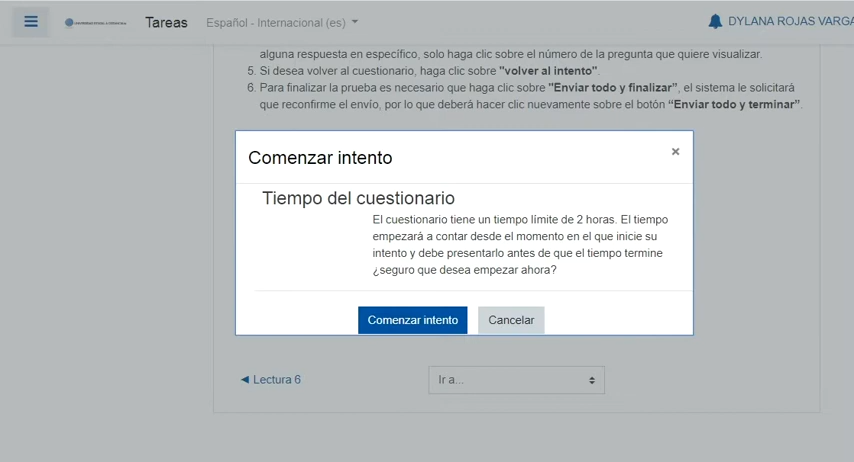 Tareas
Español - Internacional (es)
DYLANA ROJAS VARGA
alguna respuesta en específico, solo haga clic sobre el número de la pregunta que quiere visualizar.
5. Si desea volver al cuestionario, haga clic sobre "volver al intento".
6. Para finalizar la prueba es necesario que haga clic sobre "Enviar todo y finalizar", el sistema le solicitará
que reconfirme el envío, por lo que deberá hacer clic nuevamente sobre el botón “Enviar todo y terminar”.
Comenzar intento
×
Tiempo del cuestionario
El cuestionario tiene un tiempo límite de 2 horas. El tiempo
empezará a contar desde el momento en el que inicie su
intento y debe presentarlo antes de que el tiempo termine
¿seguro que desea empezar ahora?
Comenzar intento
Cancelar
◄ Lectura 6
Ir a...